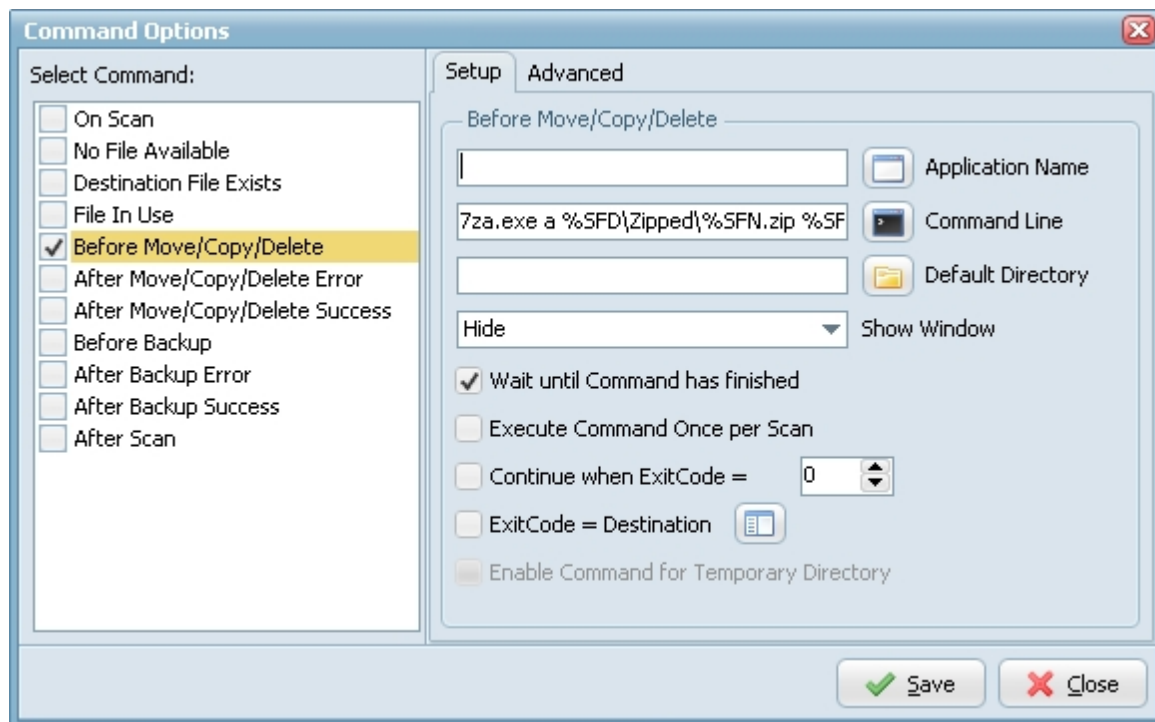 Command Options
Select Command:
On Scan
No File Available
Destination File Exists
File In Use
Before Move/Copy/Delete
After Move/Copy/Delete Error
After Move/Copy/Delete Success
Before Backup
After Backup Error
After Backup Success
After Scan
Setup Advanced
Before Move/Copy/Delete
Application Name
7za.exe a %SFD\Zipped\%SFN.zip %SF Command Line
Default Directory
Hide Show Window
Wait until Command has finished
Execute Command Once per Scan
Continue when ExitCode = 0
ExitCode = Destination
Enable Command for Temporary Directory
Save Close